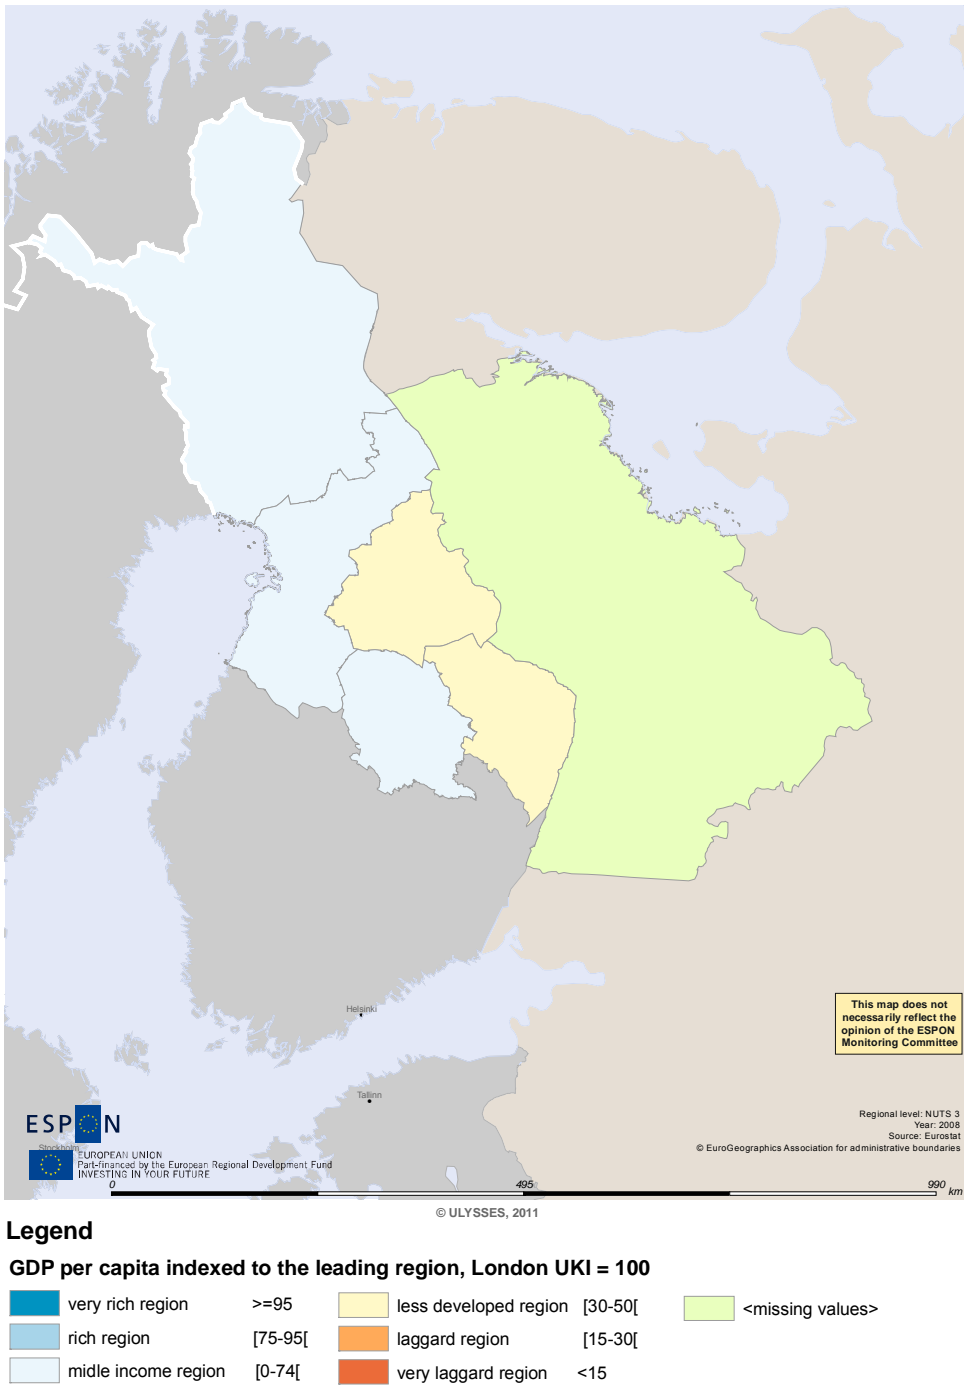 Helsinki
This map does not
necessarily reflect the
opinion of the ESPON
Monitoring Committee
Tallinn
ESPON
Stockholm
EUROPEAN UNION
Part-financed by the European Regional Development Fund
INVESTING IN YOUR FUTURE
Regional level: NUTS 3
Year: 2008
Source: Eurostat
© EuroGeographics Association for administrative boundaries
0 495 990 km
© ULYSSES, 2011
Legend
GDP per capita indexed to the leading region, London UKI = 100
very rich region >=95
rich region [75-95[
midle income region [0-74[
less developed region [30-50[
laggard region [15-30[
very laggard region <15
<missing values>